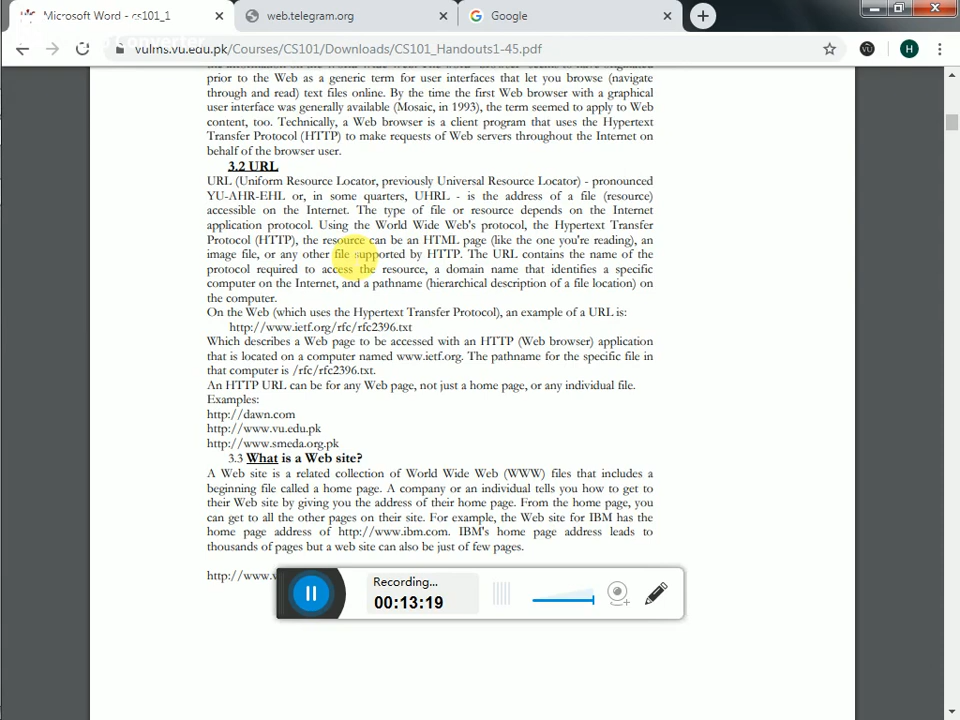 Microsoft Word - cs101_1
web.telegram.org
Google
vulms.vu.edu.pk/Courses/CS101/Downloads/CS101_Handouts1-45.pdf
H
prior to the Web as a generic term for user interfaces that let you browse (navigate
through and read) text files online. By the time the first Web browser with a graphical
user interface was generally available (Mosaic, in 1993), the term seemed to apply to Web
content, too. Technically, a Web browser is a client program that uses the Hypertext
Transfer Protocol (HTTP) to make requests of Web servers throughout the Internet on
behalf of the browser user.
3.2 URL
URL (Uniform Resource Locator, previously Universal Resource Locator) - pronounced
YU-AHR-EHL or, in some quarters, UHRL - is the address of a file (resource)
accessible on the Internet. The type of file or resource depends on the Internet
application protocol. Using the World Wide Web's protocol, the Hypertext Transfer
Protocol (HTTP), the resource can be an HTML page (like the one you're reading), an
image file, or any other file supported by HTTP. The URL contains the name of the
protocol required to access the resource, a domain name that identifies a specific
computer on the Internet, and a pathname (hierarchical description of a file location) on
the computer.
On the Web (which uses the Hypertext Transfer Protocol), an example of a URL is:
http://www.ietf.org/rfc/rfc2396.txt
Which describes a Web page to be accessed with an HTTP (Web browser) application
that is located on a computer named www.ietf.org. The pathname for the specific file in
that computer is /rfc/rfc2396.txt.
An HTTP URL can be for any Web page, not just a home page, or any individual file.
Examples:
http://dawn.com
http://www.vu.edu.pk
http://www.smeda.org.pk
3.3 What is a Web site?
A Web site is a related collection of World Wide Web (WWW) files that includes a
beginning file called a home page. A company or an individual tells you how to get to
their Web site by giving you the address of their home page. From the home page, you
can get to all the other pages on their site. For example, the Web site for IBM has the
home page address of http://www.ibm.com. IBM's home page address leads to
thousands of pages but a web site can also be just of few pages.
http://www.v
Recording...
00:13:19